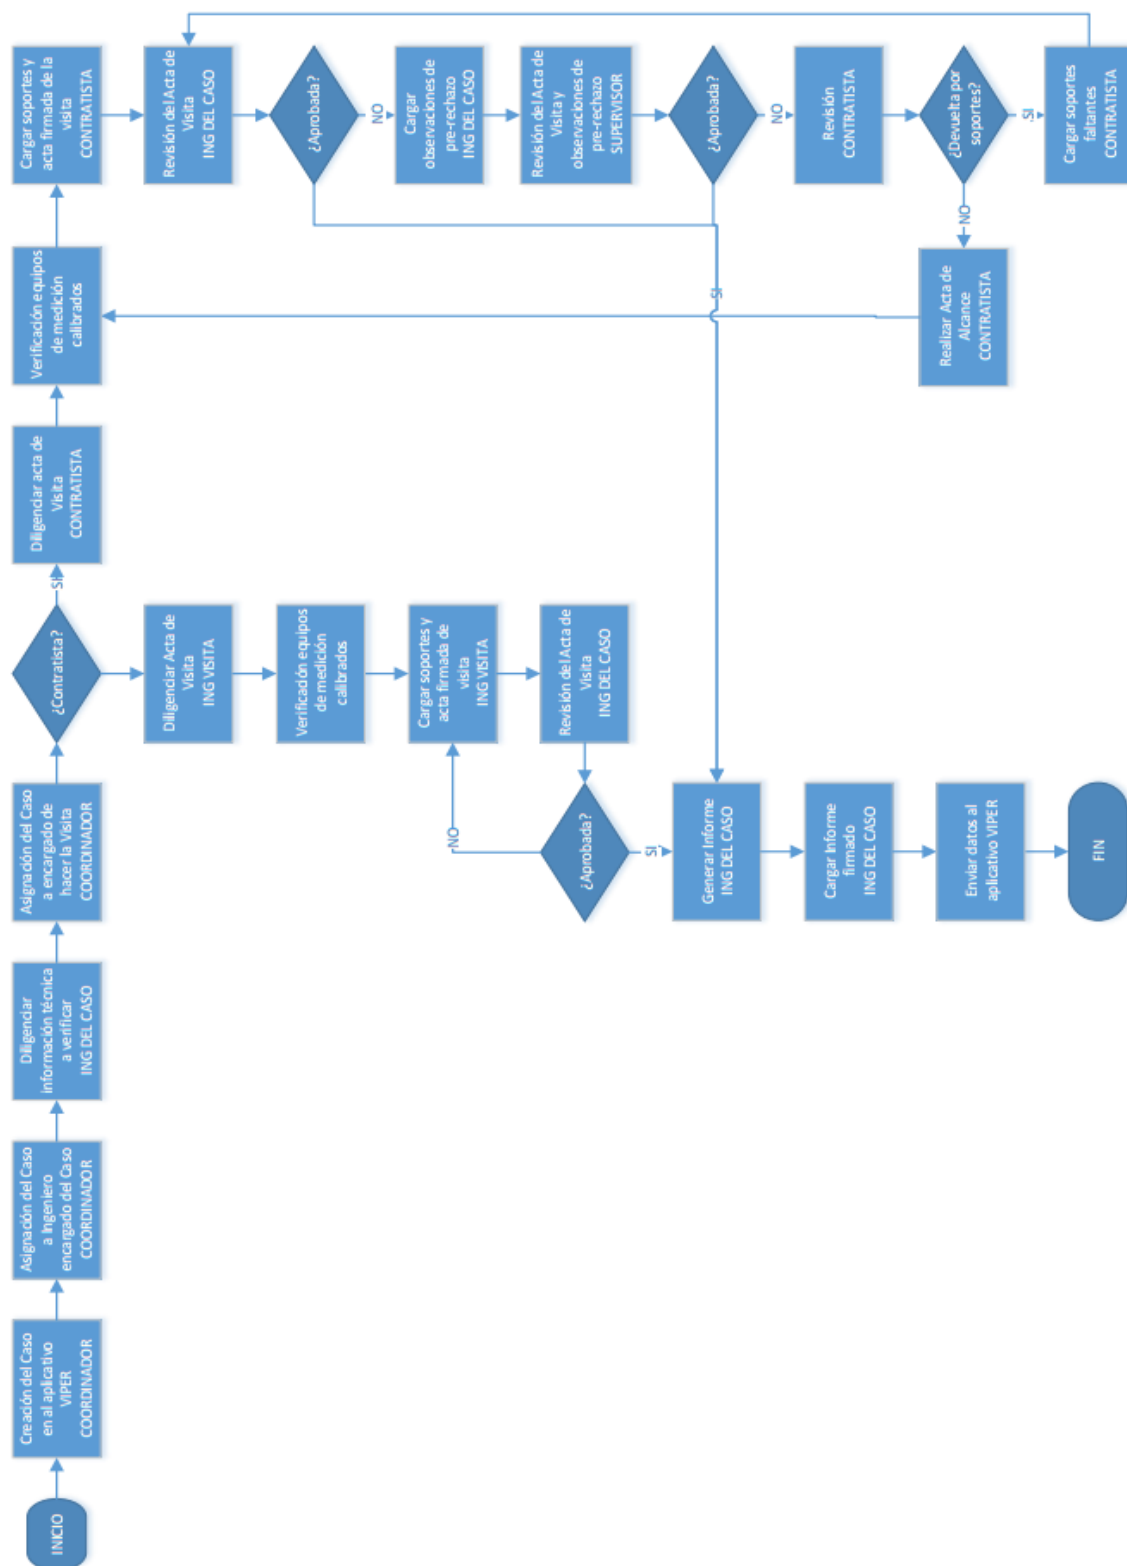 INICIO
Creación del Caso
en al aplicativo
VIPER
COORDINADOR
Asignación del Caso
a Ingeniero
encargado del Caso
COORDINADOR
Diligenciar
información técnica
a verificar
ING DEL CASO
Asignación del Caso
a encargado de
hacer la Visita
COORDINADOR
¿Contratista?
SI
Diligenciar acta de
Visita
CONTRATISTA
Verificación equipos
de medición
calibrados
Cargar soportes y
acta firmada de la
visita
CONTRATISTA
Revisión del Acta de
Visita
ING DEL CASO
¿Aprobada?
NO
Cargar
observaciones de
pre-rechazo
ING DEL CASO
Revisión del Acta de
Visita y
observaciones de
pre-rechazo
SUPERVISOR
¿Aprobada?
NO
SI
Revisión
CONTRATISTA
¿Devuelta por
soportes?
SI
Cargar soportes
faltantes
CONTRATISTA
NO
Realizar Acta de
Alcance
CONTRATISTA
Diligenciar Acta de
Visita
ING VISITA
Verificación equipos
de medición
calibrados
Cargar soportes y
acta firmada de
visita
ING VISITA
Revisión del Acta de
Visita
ING DEL CASO
¿Aprobada?
NO
SI
Generar Informe
ING DEL CASO
Cargar Informe
firmado
ING DEL CASO
Enviar datos al
aplicativo VIPER
FIN